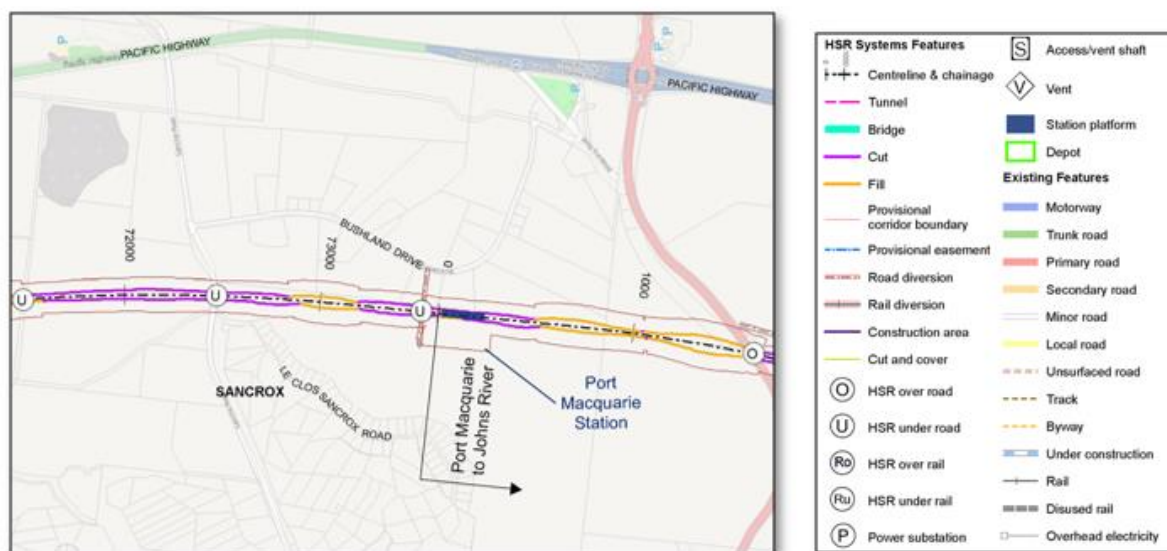 P
PACIFIC HIGHWAY
P
PACIFIC HIGHWAY
BUSHLAND DRIVE
72000
73000
0
1000
U
U
U
O
SANCROX
LE CLOS SANCROX ROAD
Port Macquarie
to Johns River
Port
Macquarie
Station
HSR Systems Features
Centreline & chainage
Tunnel
Bridge
Cut
Fill
Provisional
corridor boundary
Provisional easement
Road diversion
Rail diversion
Construction area
Cut and cover
O HSR over road
U HSR under road
Ro HSR over rail
Ru HSR under rail
P Power substation
S Access/vent shaft
V Vent
Station platform
Depot
Existing Features
Motorway
Trunk road
Primary road
Secondary road
Minor road
Local road
Unsurfaced road
Track
Byway
Under construction
Rail
Disused rail
Overhead electricity